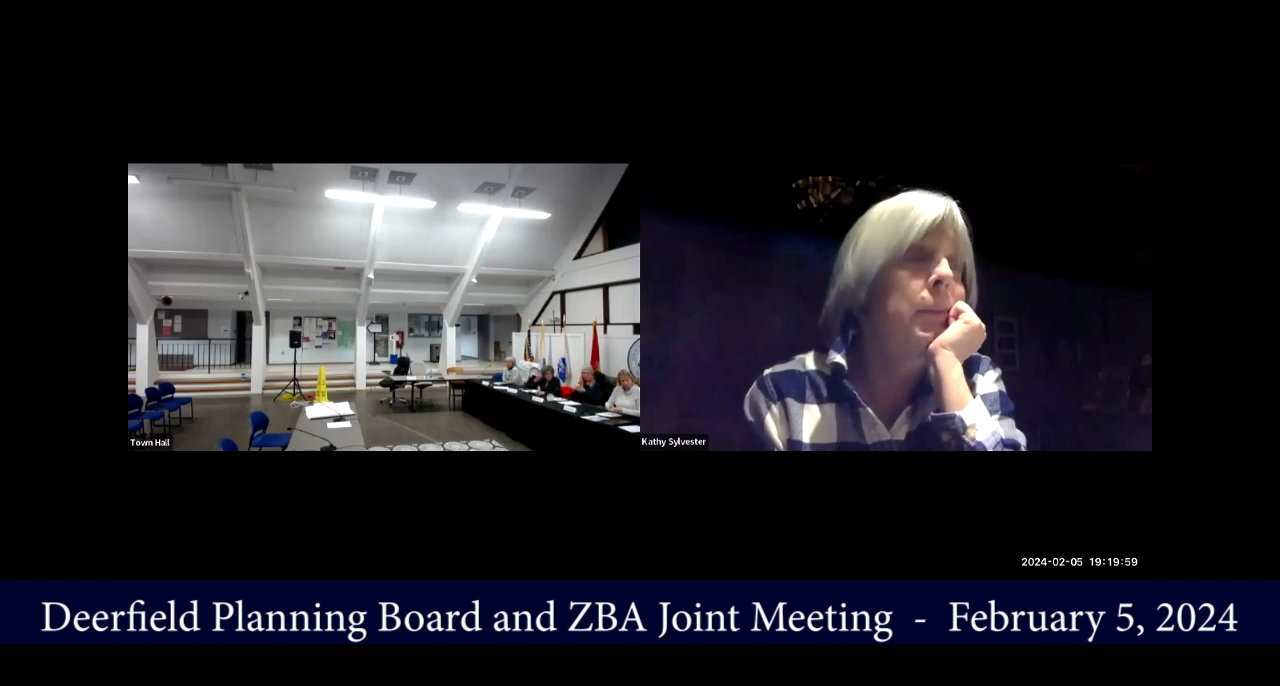 Town Hall
Kathy Sylvester
2024-02-05 19:19:59
Deerfield Planning Board and ZBA Joint Meeting - February 5, 2024